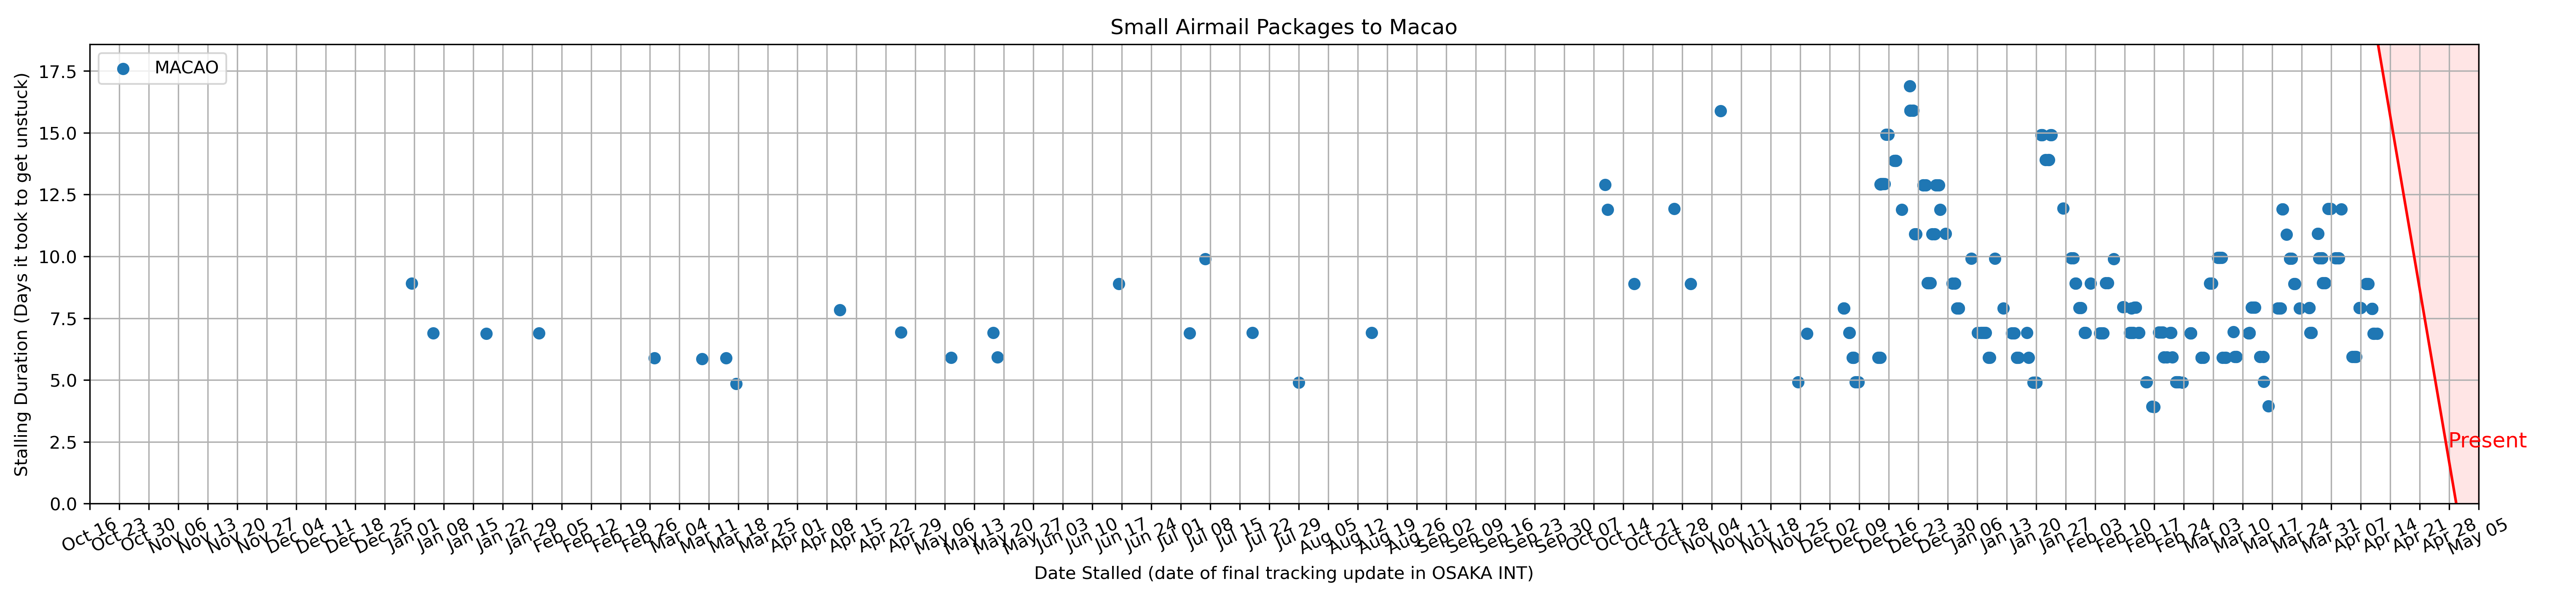 Small Airmail Packages to Macao
MACAO
Stalling Duration (Days it took to get unstuck)
17.5
15.0
12.5
10.0
7.5
5.0
2.5
0.0
Present
Oct 16
Oct 23
Oct 30
Nov 06
Nov 13
Nov 20
Nov 27
Dec 04
Dec 11
Dec 18
Dec 25
Jan 01
Jan 08
Jan 15
Jan 22
Jan 29
Feb 05
Feb 12
Feb 19
Feb 26
Mar 04
Mar 11
Mar 18
Mar 25
Apr 01
Apr 08
Apr 15
Apr 22
Apr 29
May 06
May 13
May 20
May 27
Jun 03
Jun 10
Jun 17
Jun 24
Jul 01
Jul 08
Jul 15
Jul 22
Jul 29
Aug 05
Aug 12
Aug 19
Aug 26
Sep 02
Sep 09
Sep 16
Sep 23
Sep 30
Oct 07
Oct 14
Oct 21
Oct 28
Nov 04
Nov 11
Nov 18
Nov 25
Dec 02
Dec 09
Dec 16
Dec 23
Dec 30
Jan 06
Jan 13
Jan 20
Jan 27
Feb 03
Feb 10
Feb 17
Feb 24
Mar 03
Mar 10
Mar 17
Mar 24
Mar 31
Apr 07
Apr 14
Apr 21
Apr 28
May 05
Date Stalled (date of final tracking update in OSAKA INT)